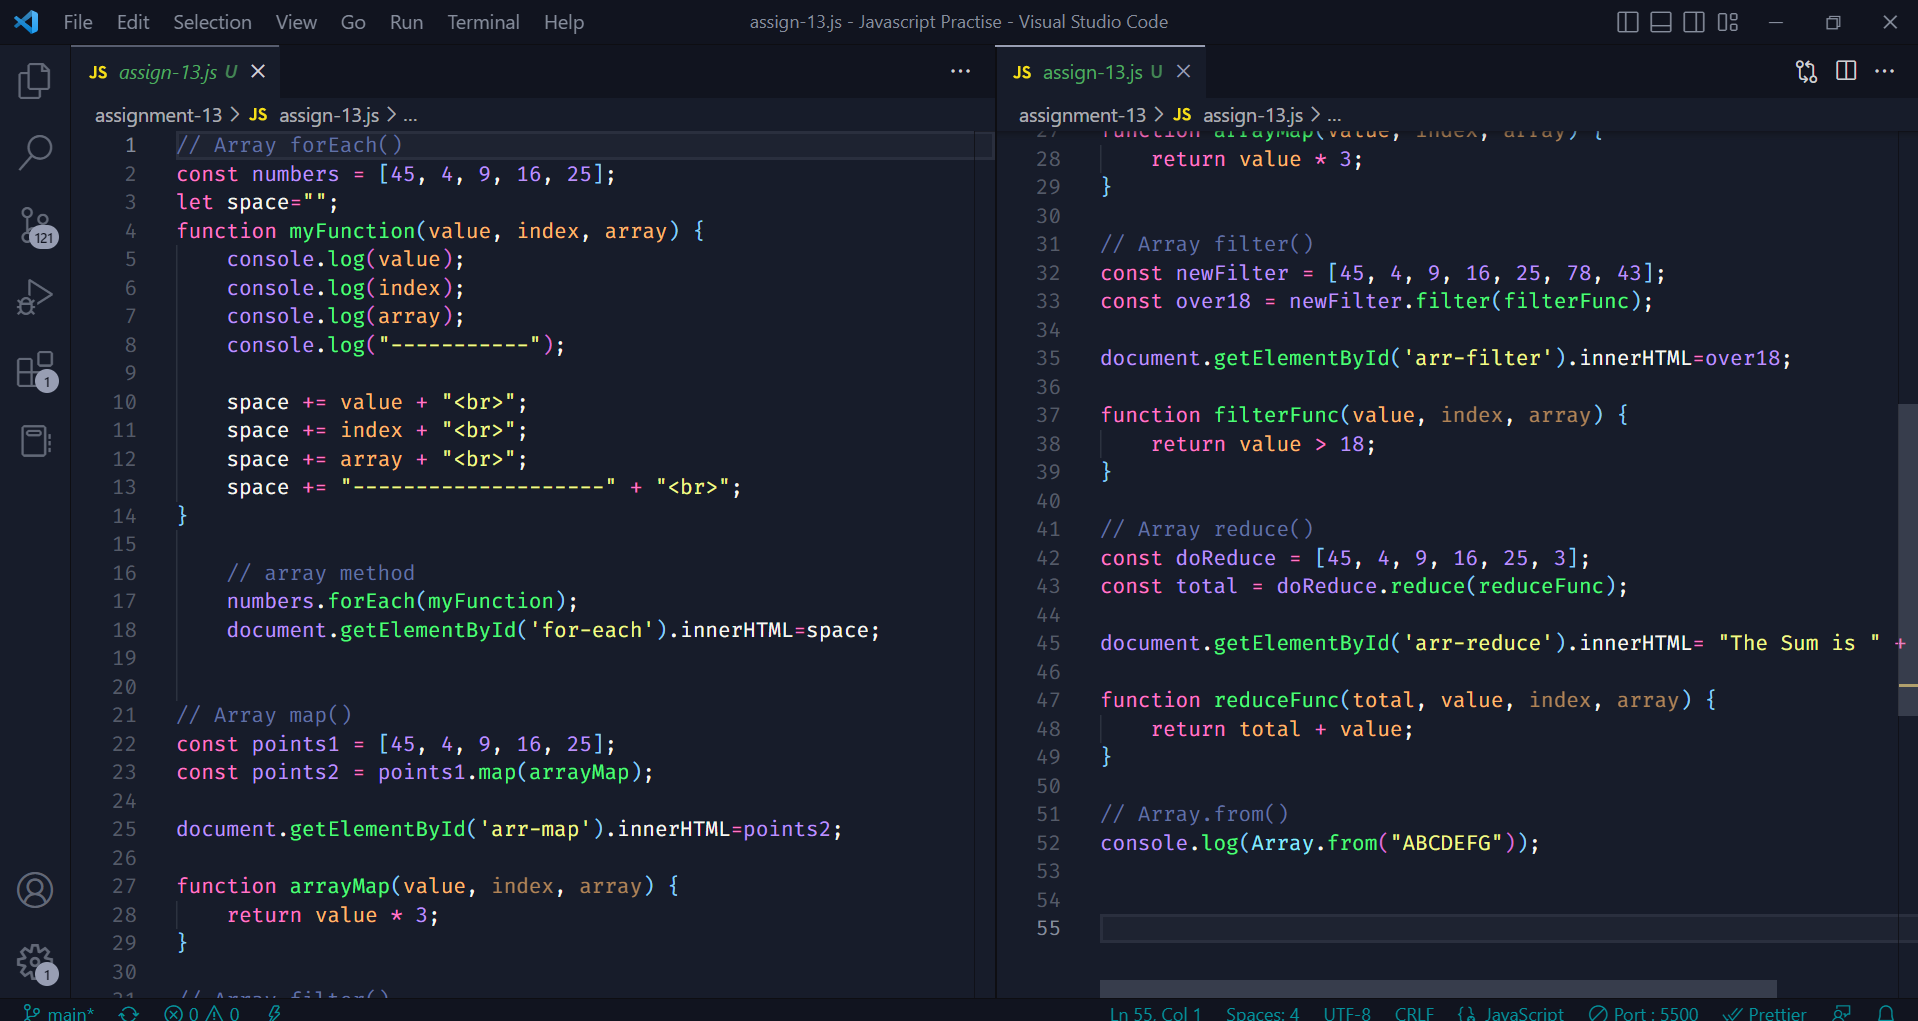 File Edit Selection View Go Run Terminal Help
assign-13.js - Javascript Practise - Visual Studio Code
JS assign-13.js U
assignment-13 > JS assign-13.js > ...
1 // Array forEach()
2 const numbers = [45, 4, 9, 16, 25];
3 let space="";
4 function myFunction(value, index, array) {
5 console.log(value);
6 console.log(index);
7 console.log(array);
8 console.log("-----------");
9
10 space += value + "<br>";
11 space += index + "<br>";
12 space += array + "<br>";
13 space += "--------------------" + "<br>";
14 }
15
16 // array method
17 numbers.forEach(myFunction);
18 document.getElementById('for-each').innerHTML=space;
19
20
21 // Array map()
22 const points1 = [45, 4, 9, 16, 25];
23 const points2 = points1.map(arrayMap);
24
25 document.getElementById('arr-map').innerHTML=points2;
26
27 function arrayMap(value, index, array) {
28 return value * 3;
29 }
30
31 // Array filter()
JS assign-13.js U
assignment-13 > JS assign-13.js > ...
27 function arrayMap(value, index, array) {
28 return value * 3;
29 }
30
31 // Array filter()
32 const newFilter = [45, 4, 9, 16, 25, 78, 43];
33 const over18 = newFilter.filter(filterFunc);
34
35 document.getElementById('arr-filter').innerHTML=over18;
36
37 function filterFunc(value, index, array) {
38 return value > 18;
39 }
40
41 // Array reduce()
42 const doReduce = [45, 4, 9, 16, 25, 3];
43 const total = doReduce.reduce(reduceFunc);
44
45 document.getElementById('arr-reduce').innerHTML= "The Sum is " +
46
47 function reduceFunc(total, value, index, array) {
48 return total + value;
49 }
50
51 // Array.from()
52 console.log(Array.from("ABCDEFG"));
53
54
55
121
1
1
main* 0 0
Ln 55, Col 1 Spaces: 4 UTF-8 CRLF {} JavaScript Port : 5500 Prettier